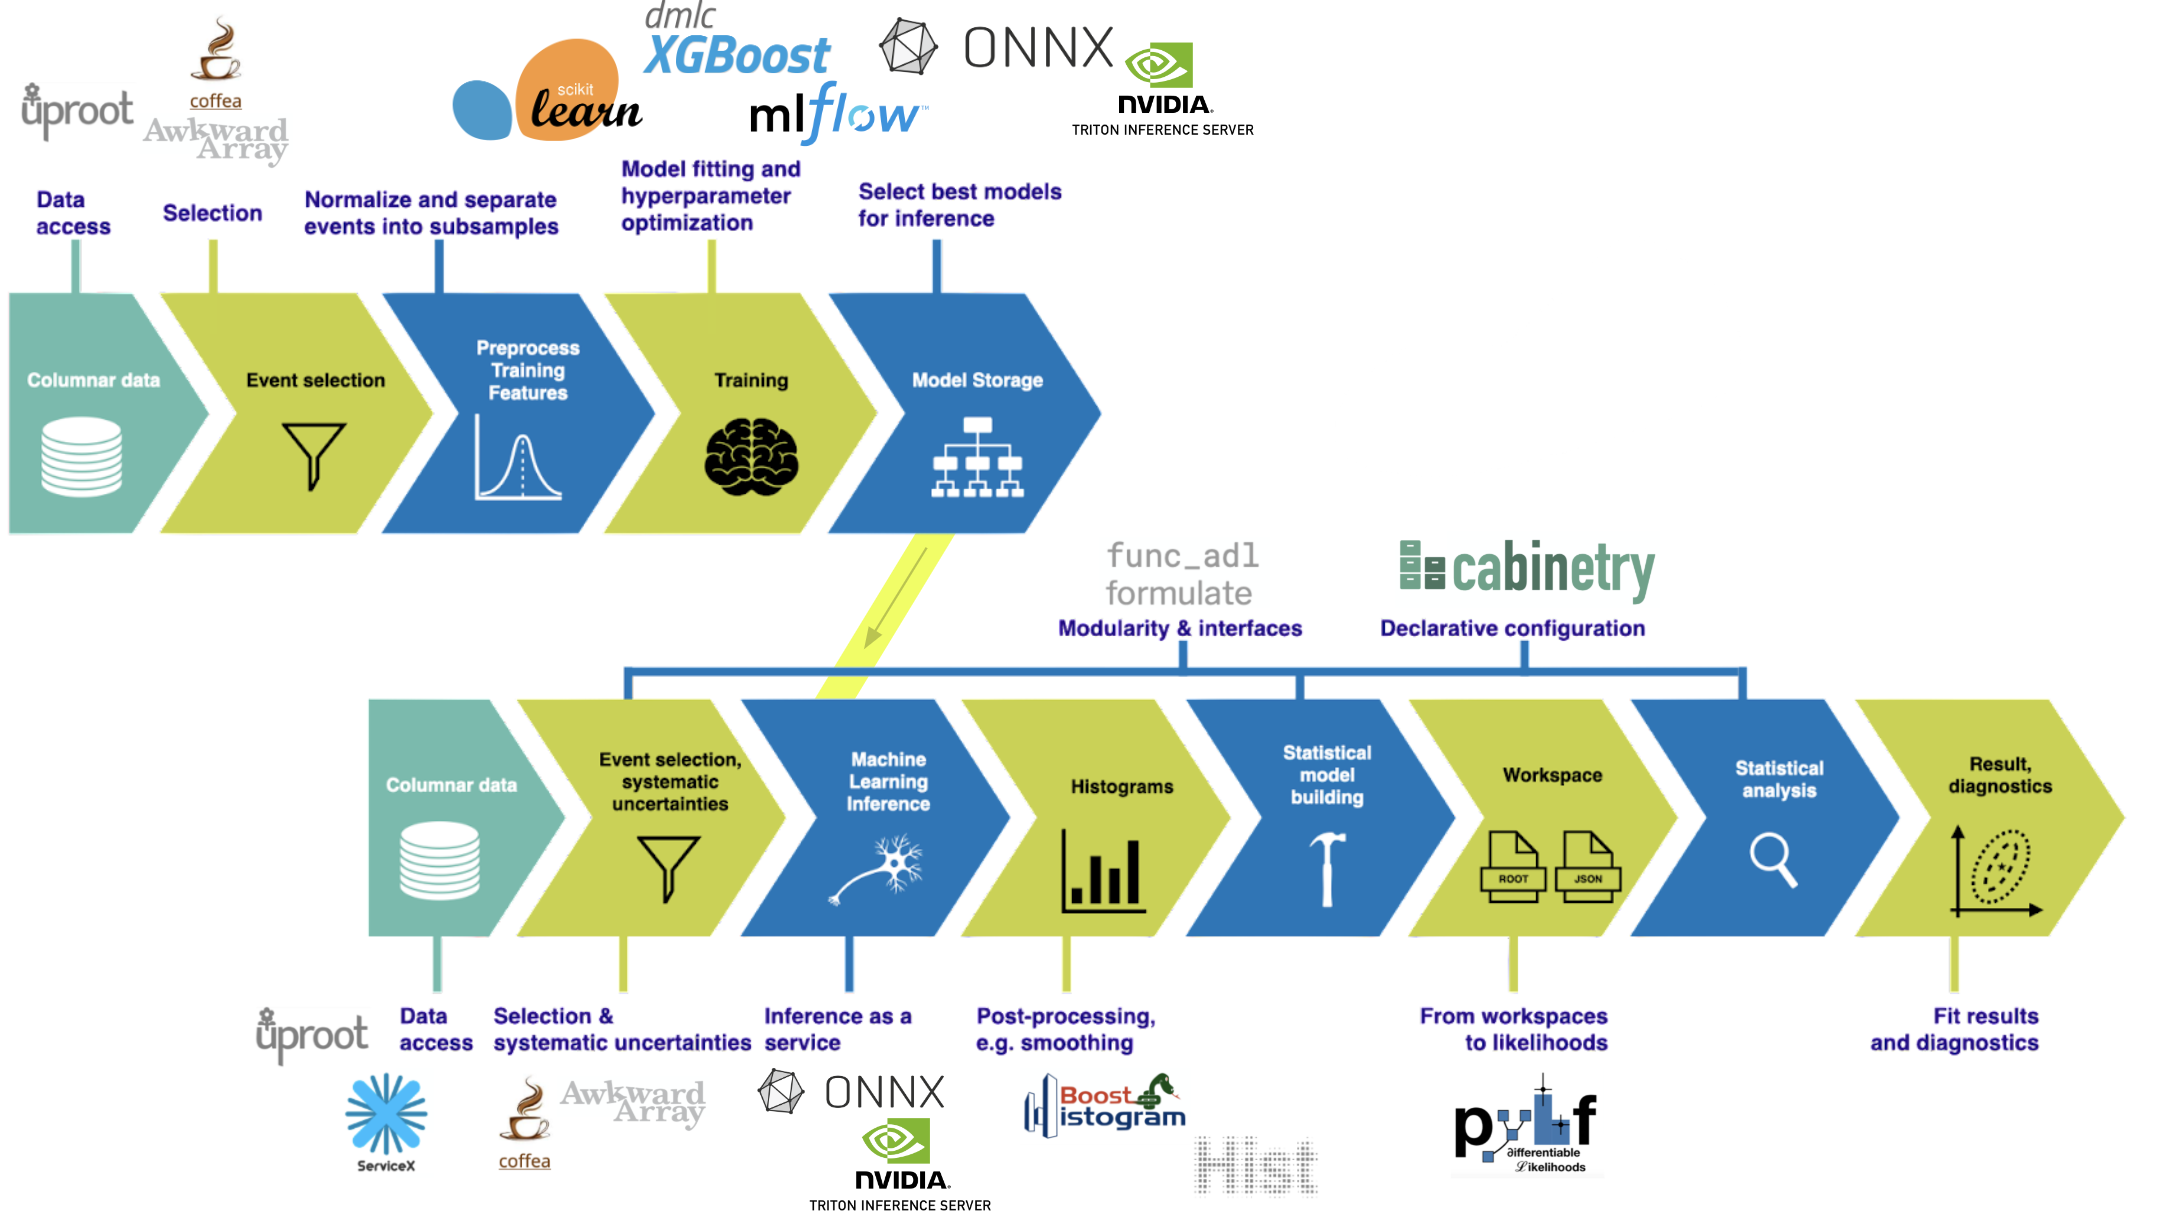 uproot
coffea
Awkward
Array
scikit
learn
dmlc
XGBoost
mlflow™
ONNX
NVIDIA.
TRITON INFERENCE SERVER
Data
access
Selection
Normalize and separate
events into subsamples
Model fitting and
hyperparameter
optimization
Select best models
for inference
Columnar data
Event selection
Preprocess
Training
Features
Training
Model Storage
func_adl
formulate
Modularity & interfaces
cabinetry
Declarative configuration
Columnar data
Event selection,
systematic
uncertainties
Machine
Learning
Inference
Histograms
Statistical
model
building
Workspace
ROOT
JSON
Statistical
analysis
Result,
diagnostics
uproot
Data
access
ServiceX
Selection &
systematic uncertainties
coffea
Awkward
Array
Inference as a
service
ONNX
NVIDIA.
TRITON INFERENCE SERVER
Post-processing,
e.g. smoothing
Boost
Histogram
Hist
From workspaces
to likelihoods
pyhf
differentiable
Likelihoods
Fit results
and diagnostics